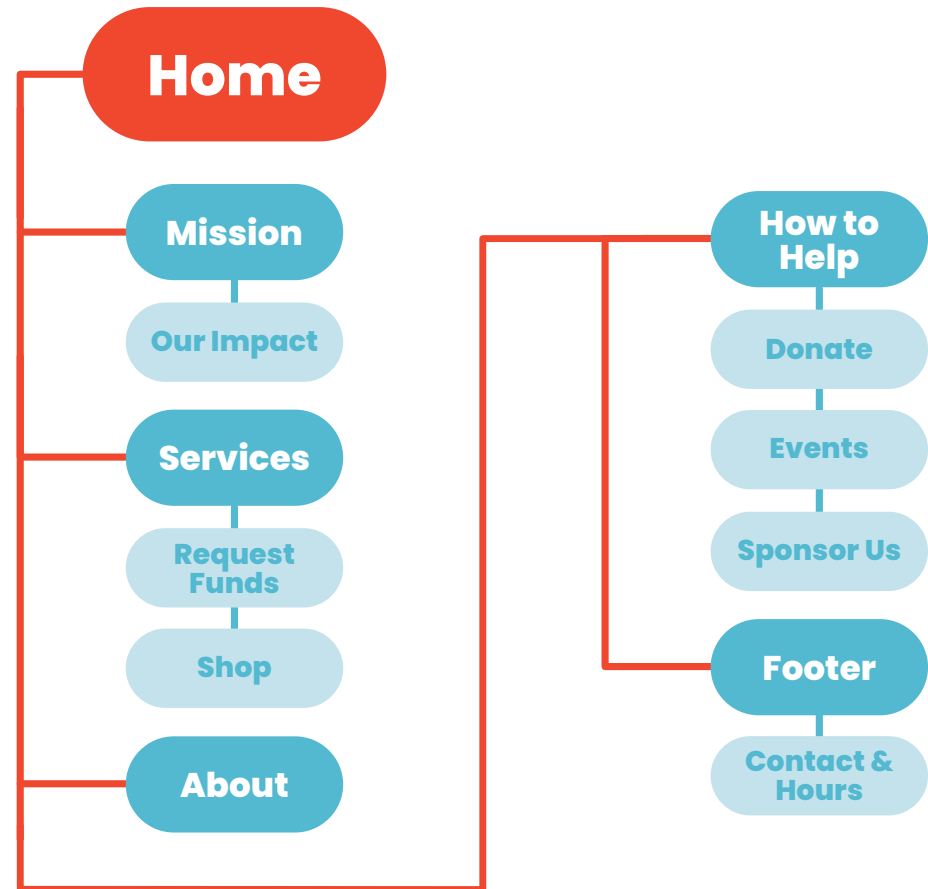 Home
Mission
Our Impact
Services
Request
Funds
Shop
About
How to
Help
Donate
Events
Sponsor Us
Footer
Contact &
Hours